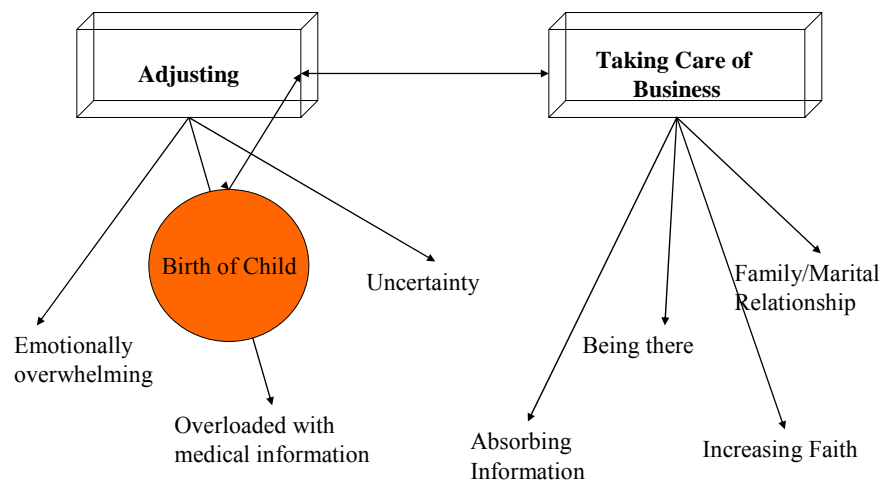 Adjusting
Taking Care of
Business
Birth of Child
Uncertainty
Emotionally
overwhelming
Overloaded with
medical information
Family/Marital
Relationship
Being there
Absorbing
Information
Increasing Faith